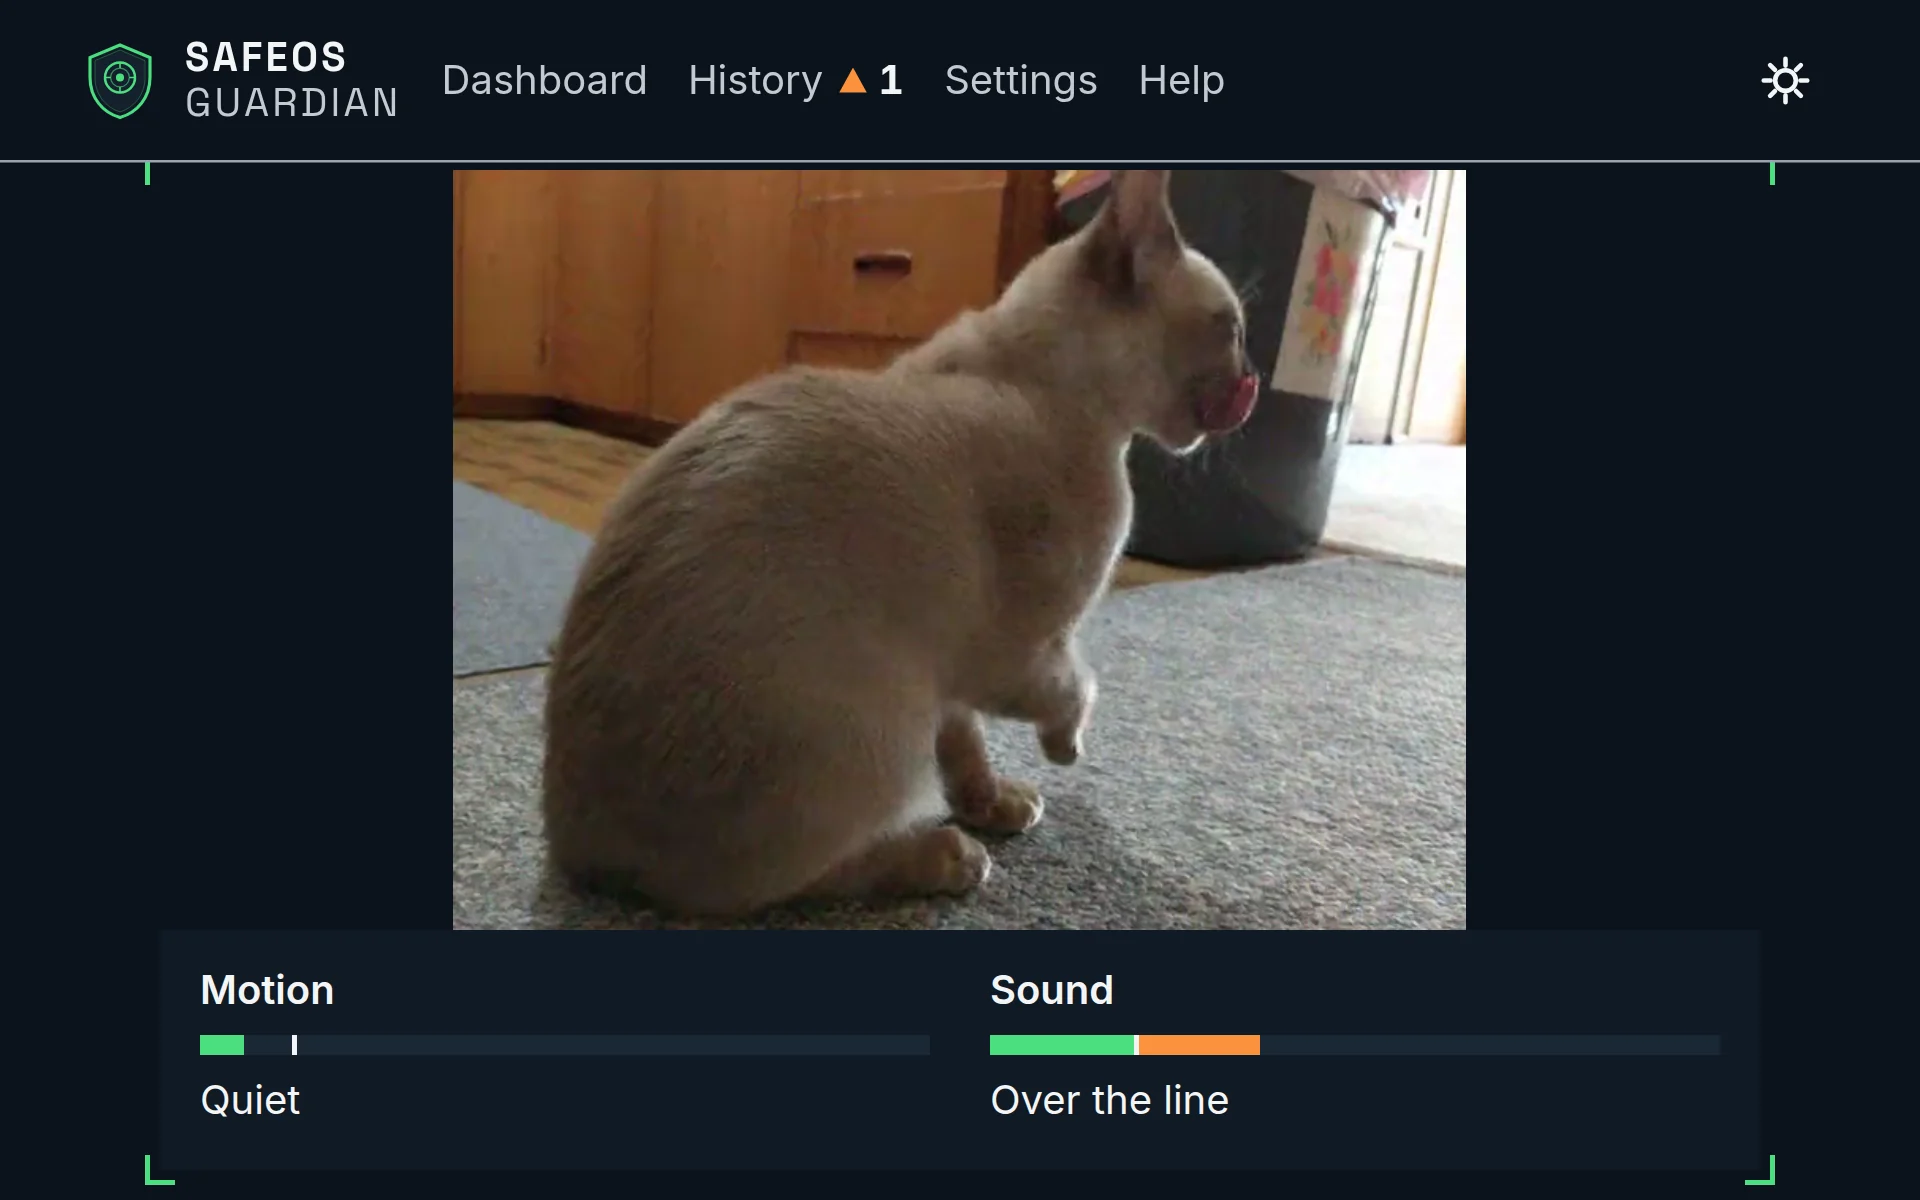 SAFEOS
GUARDIAN
Dashboard History 1 Settings Help
Motion
Quiet
Sound
Over the line